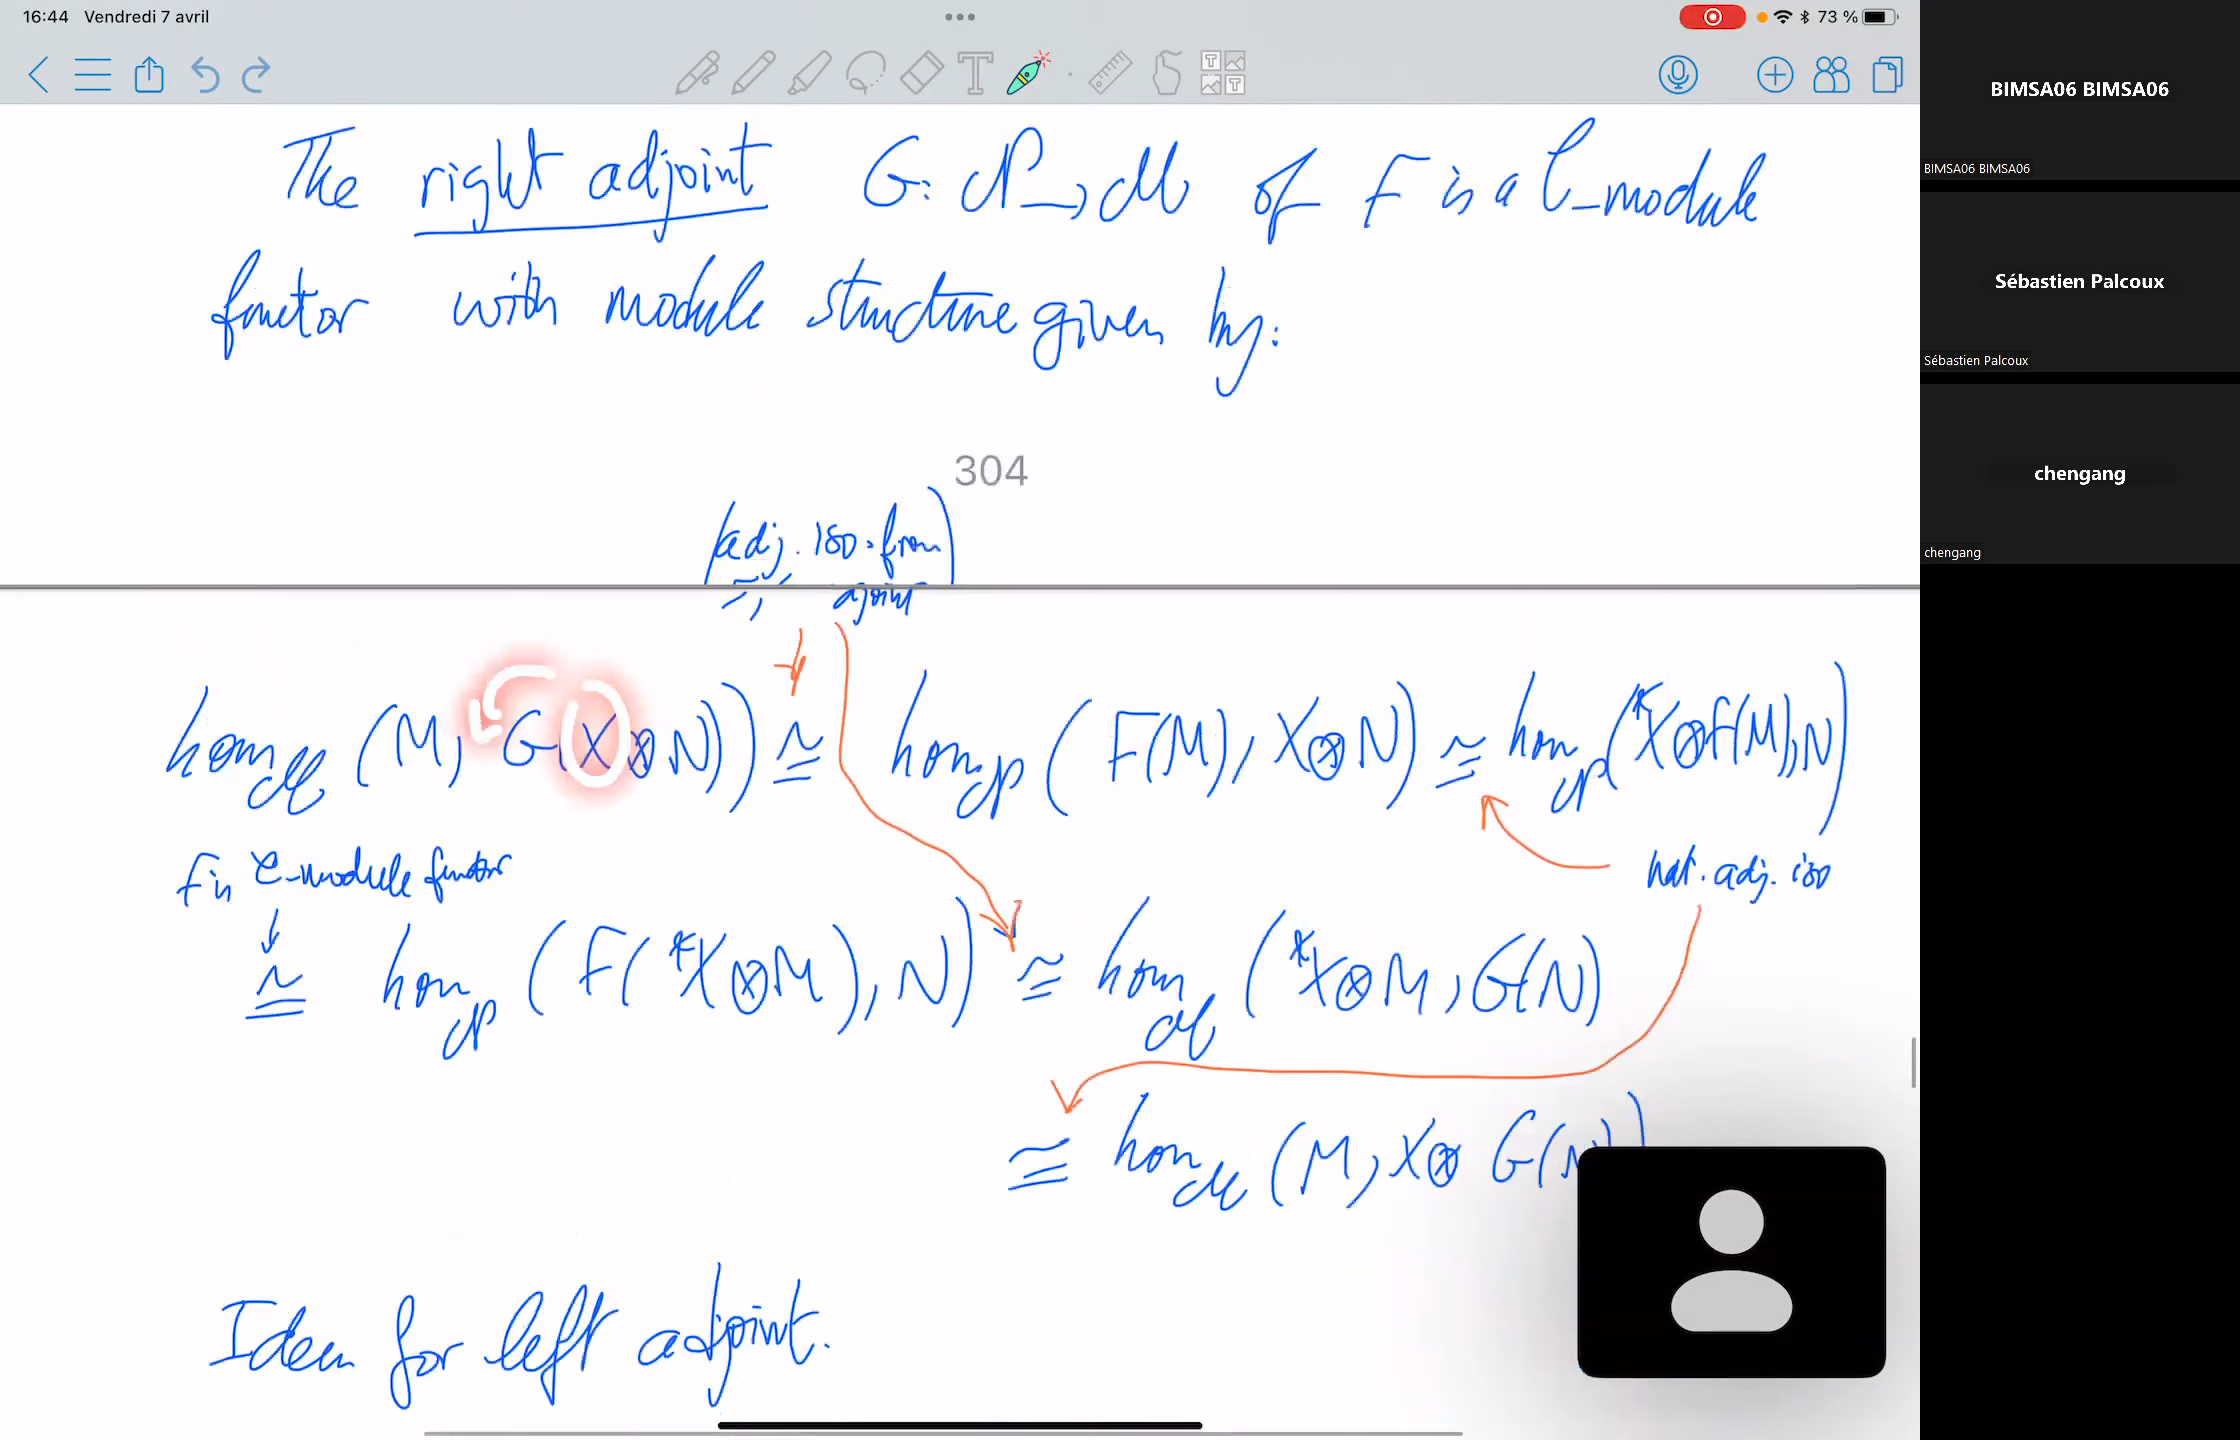 16:44 Vendredi 7 avril
73 %
The right adjoint G: 𝒩 → ℳ of F is a 𝒞-module
functor with module structure given by:
304
(adj. iso. from
≅, adjoint
hom_ℳ (M, G(X⊗N)) ≅ hom_𝒩 (F(M), X⊗N) ≅ hom_𝒩 (*X⊗F(M), N)
F is 𝒞-module functor
nat. adj. iso
≅ hom_𝒩 (F(*X⊗M), N) ≅ hom_ℳ (*X⊗M, G(N))
≅ hom_ℳ (M, X⊗G(N))
Idem for left adjoint.
BIMSA06 BIMSA06
BIMSA06 BIMSA06
Sébastien Palcoux
Sébastien Palcoux
chengang
chengang